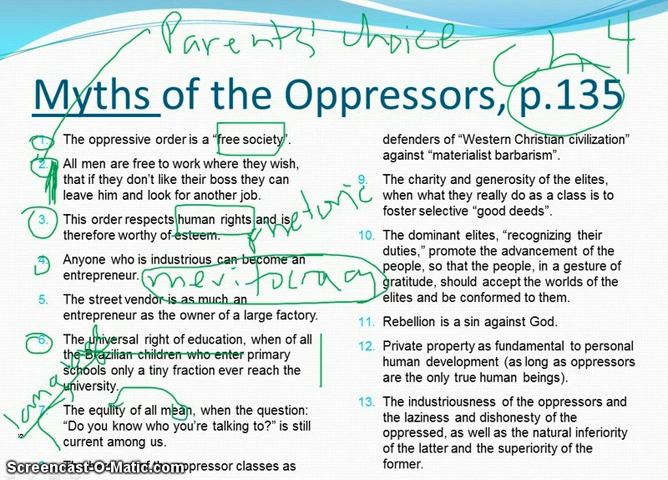 Parents' choice
ch 4
Myths of the Oppressors, p.135
1. The oppressive order is a "free society".
2. All men are free to work where they wish,
that if they don't like their boss they can
leave him and look for another job.
rhetoric
3. This order respects human rights and is
therefore worthy of esteem.
4. Anyone who is industrious can become an
entrepreneur.
meritocracy
5. The street vendor is as much an
entrepreneur as the owner of a large factory.
6. The universal right of education, when of all
the Brazilian children who enter primary
schools only a tiny fraction ever reach the
university.
7. The equlity of all mean, when the question:
"Do you know who you're talking to?" is still
current among us.
oppressor classes as
defenders of "Western Christian civilization"
against "materialist barbarism".
9. The charity and generosity of the elites,
when what they really do as a class is to
foster selective "good deeds".
10. The dominant elites, "recognizing their
duties," promote the advancement of the
people, so that the people, in a gesture of
gratitude, should accept the worlds of the
elites and be conformed to them.
11. Rebellion is a sin against God.
12. Private property as fundamental to personal
human development (as long as oppressors
are the only true human beings).
13. The industriousness of the oppressors and
the laziness and dishonesty of the
oppressed, as well as the natural inferiority
of the latter and the superiority of the
former.
Screencast-O-Matic.com